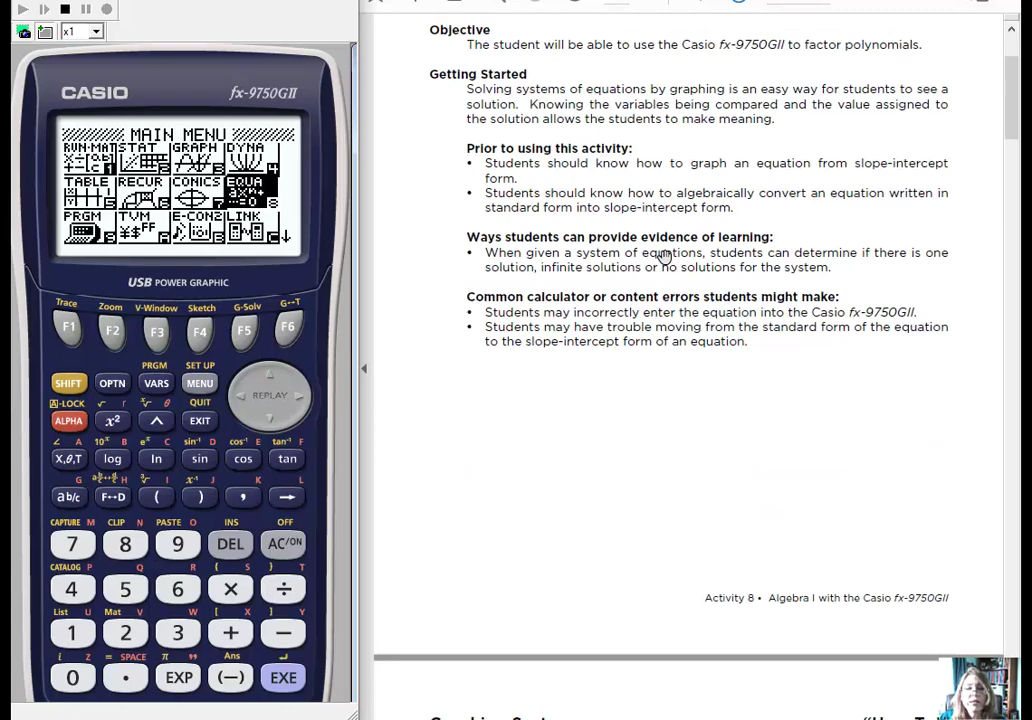 x1
Objective
The student will be able to use the Casio fx-9750GII to factor polynomials.
Getting Started
Solving systems of equations by graphing is an easy way for students to see a
solution. Knowing the variables being compared and the value assigned to
the solution allows the students to make meaning.
Prior to using this activity:
• Students should know how to graph an equation from slope-intercept
form.
• Students should know how to algebraically convert an equation written in
standard form into slope-intercept form.
Ways students can provide evidence of learning:
• When given a system of equations, students can determine if there is one
solution, infinite solutions or no solutions for the system.
Common calculator or content errors students might make:
• Students may incorrectly enter the equation into the Casio fx-9750GII.
• Students may have trouble moving from the standard form of the equation
to the slope-intercept form of an equation.
Activity 8 • Algebra I with the Casio fx-9750GII
CASIO fx-9750GII
MAIN MENU
RUN-MAT STAT GRAPH DYNA
TABLE RECUR CONICS EQUA
PRGM TVM E-CON2 LINK
USB POWER GRAPHIC
Trace Zoom V-Window Sketch G-Solv G↔T
F1 F2 F3 F4 F5 F6
PRGM SET UP
SHIFT OPTN VARS MENU
REPLAY
A-LOCK √ r ˣ√ θ QUIT
ALPHA x² ^ EXIT
∠ A 10ˣ B eˣ C sin⁻¹ D cos⁻¹ E tan⁻¹ F
X,θ,T log ln sin cos tan
G H ³√ I x⁻¹ J K L
ab/c F↔D ( ) , →
CAPTURE M CLIP N PASTE O INS OFF
7 8 9 DEL AC/ON
CATALOG P Q R { S } T
4 5 6 × ÷
List U Mat V W [ X ] Y
1 2 3 + −
i Z = SPACE π " Ans
0 . EXP (−) EXE